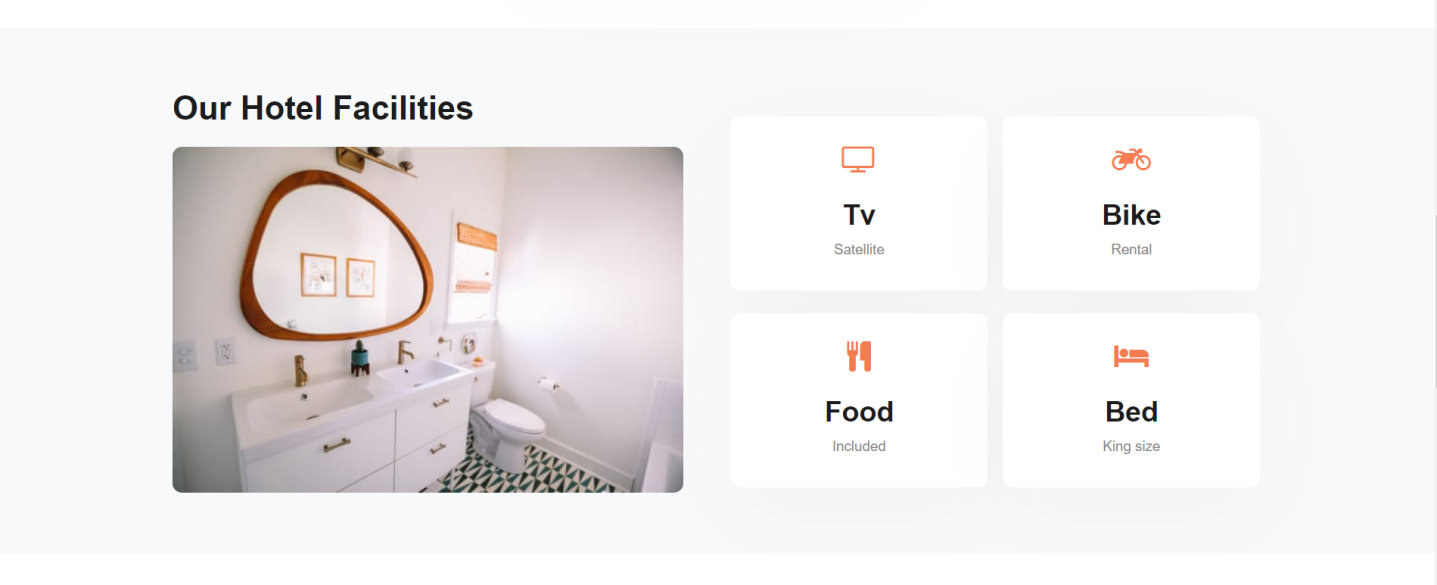 Our Hotel Facilities
Tv
Satellite
Bike
Rental
Food
Included
Bed
King size